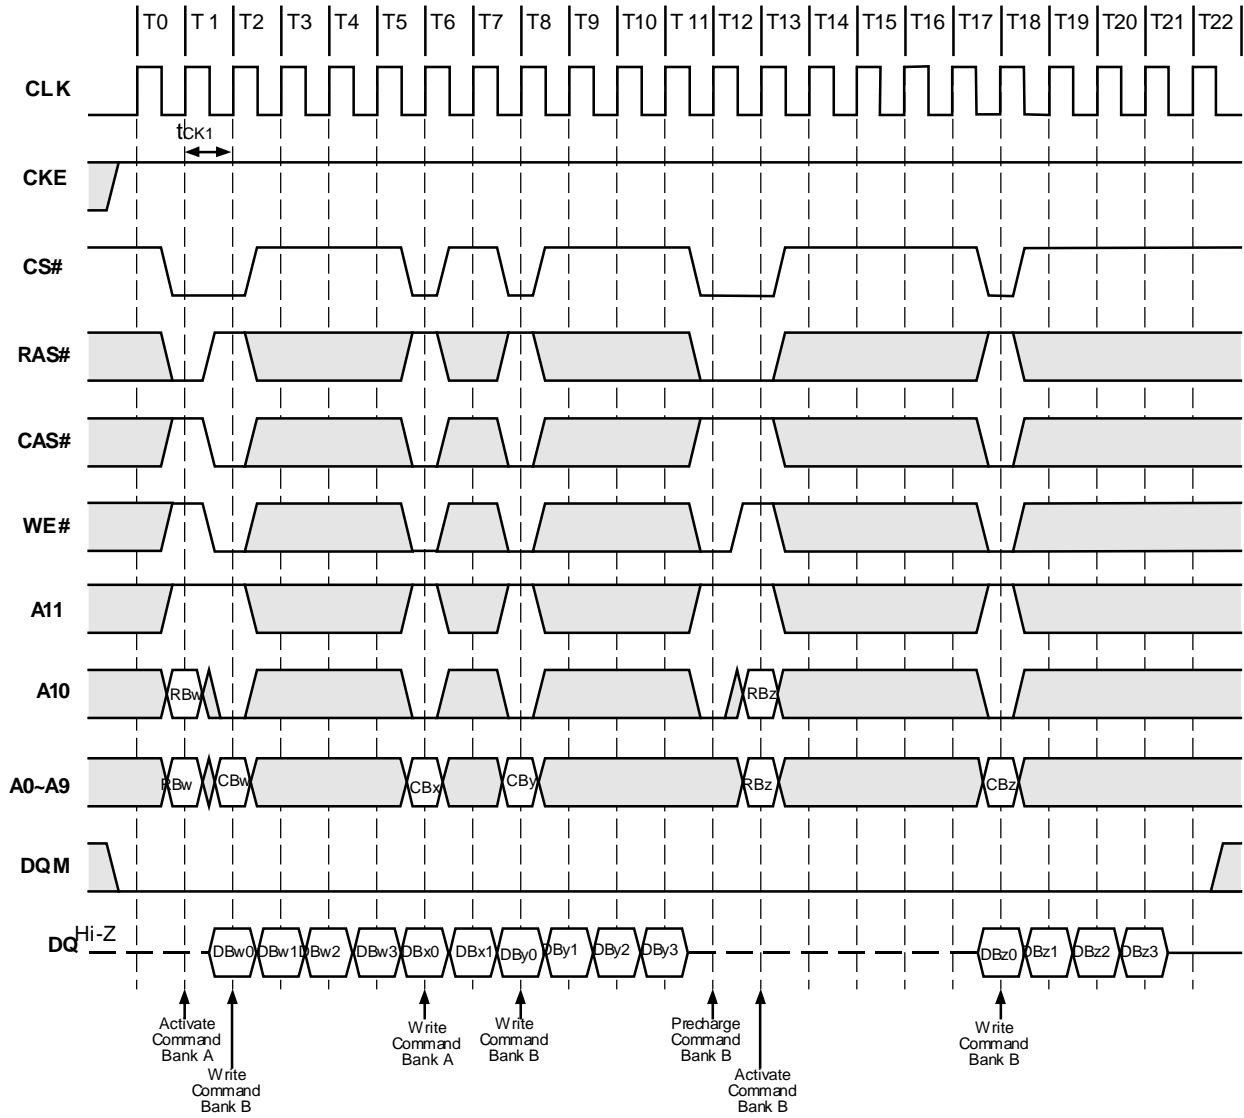 T0 T1 T2 T3 T4 T5 T6 T7 T8 T9 T10 T11 T12 T13 T14 T15 T16 T17 T18 T19 T20 T21 T22
CLK
tCK1
CKE
CS#
RAS#
CAS#
WE#
A11
A10 RBw RBz
A0~A9 RBw CBw CBx CBy RBz CBz
DQM
DQ Hi-Z DBw0 DBw1 DBw2 DBw3 DBx0 DBx1 DBy0 DBy1 DBy2 DBy3 DBz0 DBz1 DBz2 DBz3
Activate
Command
Bank A
Write
Command
Bank B
Write
Command
Bank A
Write
Command
Bank B
Precharge
Command
Bank B
Activate
Command
Bank B
Write
Command
Bank B